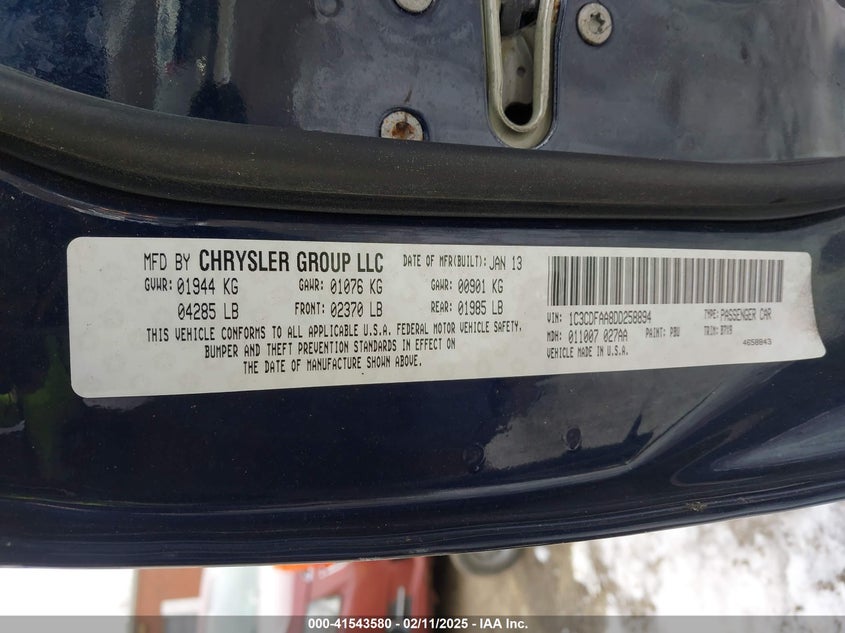 MFD BY CHRYSLER GROUP LLC DATE OF MFR(BUILT): JAN 13
GVWR: 01944 KG GAWR: 01076 KG GAWR: 00901 KG
04285 LB FRONT: 02370 LB REAR: 01985 LB
THIS VEHICLE CONFORMS TO ALL APPLICABLE U.S.A. FEDERAL MOTOR VEHICLE SAFETY,
BUMPER AND THEFT PREVENTION STANDARDS IN EFFECT ON
THE DATE OF MANUFACTURE SHOWN ABOVE.
VIN: 1C3CDFAA8DD258894 TYPE: PASSENGER CAR
MDH: 011007 027AA PAINT: PBU TRIM: B7V9
VEHICLE MADE IN U.S.A. 4658843
000-41543580 - 02/11/2025 - IAA Inc.